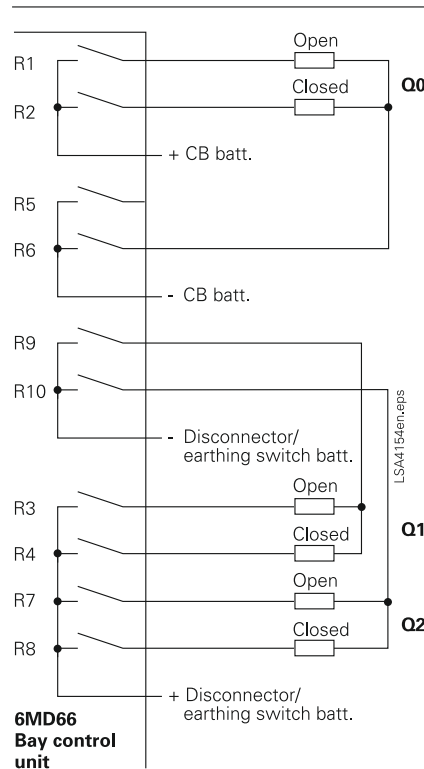 Open
R1
Q0
Closed
R2
+ CB batt.
R5
R6
- CB batt.
R9
R10
- Disconnector/
earthing switch batt.
LSA4154en.eps
Open
R3
Q1
Closed
R4
Open
R7
Closed
Q2
R8
+ Disconnector/
earthing switch batt.
6MD66
Bay control
unit